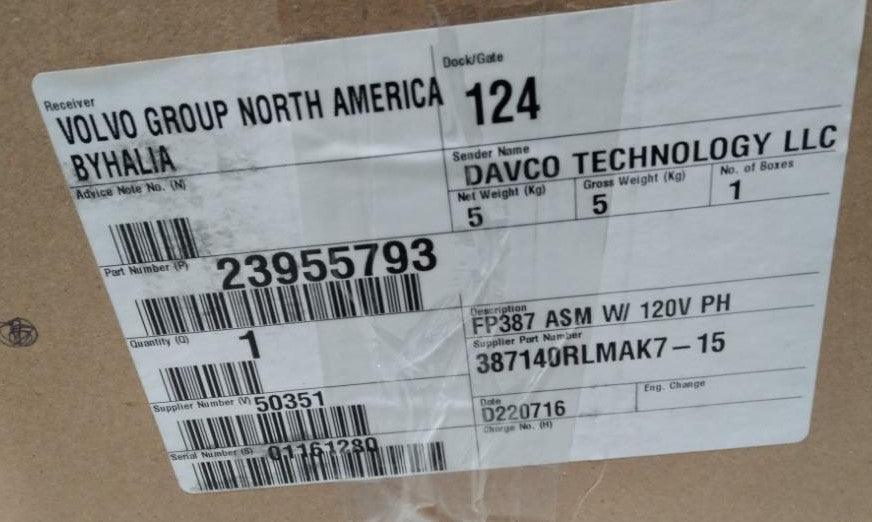 Receiver
VOLVO GROUP NORTH AMERICA
BYHALIA
Dock/Gate
124
Advice Note No. (N)
Sender Name
DAVCO TECHNOLOGY LLC
Net Weight (Kg)
5
Gross Weight (Kg)
5
No. of Boxes
1
Part Number (P)
23955793
Quantity (Q)
1
Description
FP387 ASM W/ 120V PH
Supplier Part Number
387140RLMAK7-15
Supplier Number (V)
50351
Date
D220716
Eng. Change
Serial Number (S)
01161280
Charge No. (H)